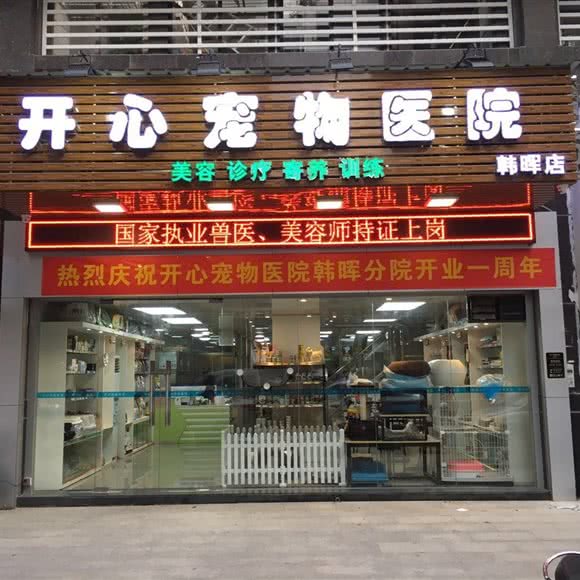 开心宠物医院
美容 诊疗 寄养 训练 韩晖店
国家执业兽医、美容师持证上岗
热烈庆祝开心宠物医院韩晖分院开业一周年